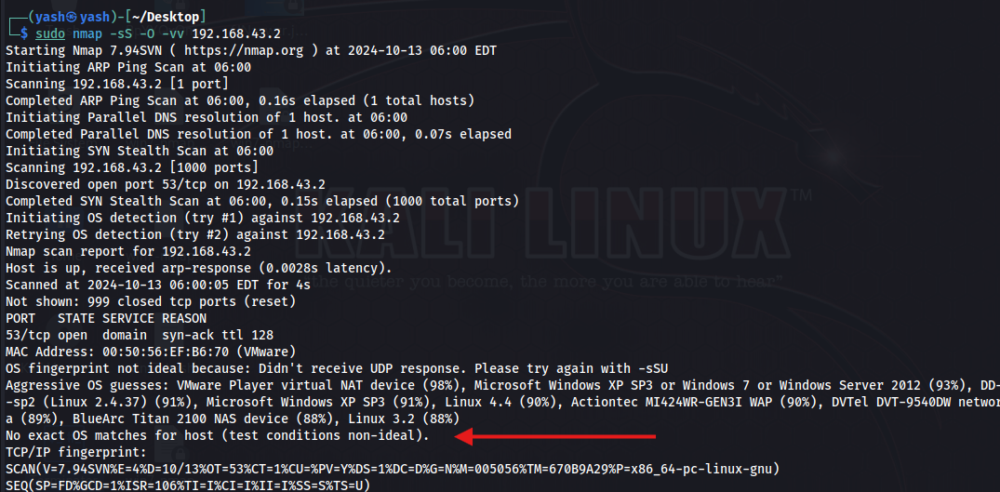 (yash㉿yash)-[~/Desktop]
$ sudo nmap -sS -O -vv 192.168.43.2
Starting Nmap 7.94SVN ( https://nmap.org ) at 2024-10-13 06:00 EDT
Initiating ARP Ping Scan at 06:00
Scanning 192.168.43.2 [1 port]
Completed ARP Ping Scan at 06:00, 0.16s elapsed (1 total hosts)
Initiating Parallel DNS resolution of 1 host. at 06:00
Completed Parallel DNS resolution of 1 host. at 06:00, 0.07s elapsed
Initiating SYN Stealth Scan at 06:00
Scanning 192.168.43.2 [1000 ports]
Discovered open port 53/tcp on 192.168.43.2
Completed SYN Stealth Scan at 06:00, 0.15s elapsed (1000 total ports)
Initiating OS detection (try #1) against 192.168.43.2
Retrying OS detection (try #2) against 192.168.43.2
Nmap scan report for 192.168.43.2
Host is up, received arp-response (0.0028s latency).
Scanned at 2024-10-13 06:00:05 EDT for 4s
Not shown: 999 closed tcp ports (reset)
PORT   STATE SERVICE REASON
53/tcp open  domain  syn-ack ttl 128
MAC Address: 00:50:56:EF:B6:70 (VMware)
OS fingerprint not ideal because: Didn't receive UDP response. Please try again with -sSU
Aggressive OS guesses: VMware Player virtual NAT device (98%), Microsoft Windows XP SP3 or Windows 7 or Windows Server 2012 (93%), DD-
-sp2 (Linux 2.4.37) (91%), Microsoft Windows XP SP3 (91%), Linux 4.4 (90%), Actiontec MI424WR-GEN3I WAP (90%), DVTel DVT-9540DW networ
a (89%), BlueArc Titan 2100 NAS device (88%), Linux 3.2 (88%)
No exact OS matches for host (test conditions non-ideal).
TCP/IP fingerprint:
SCAN(V=7.94SVN%E=4%D=10/13%OT=53%CT=1%CU=%PV=Y%DS=1%DC=D%G=N%M=005056%TM=670B9A29%P=x86_64-pc-linux-gnu)
SEQ(SP=FD%GCD=1%ISR=106%TI=I%CI=I%II=I%SS=S%TS=U)
KALI LINUX™
"the quieter you become, the more you are able to hear"